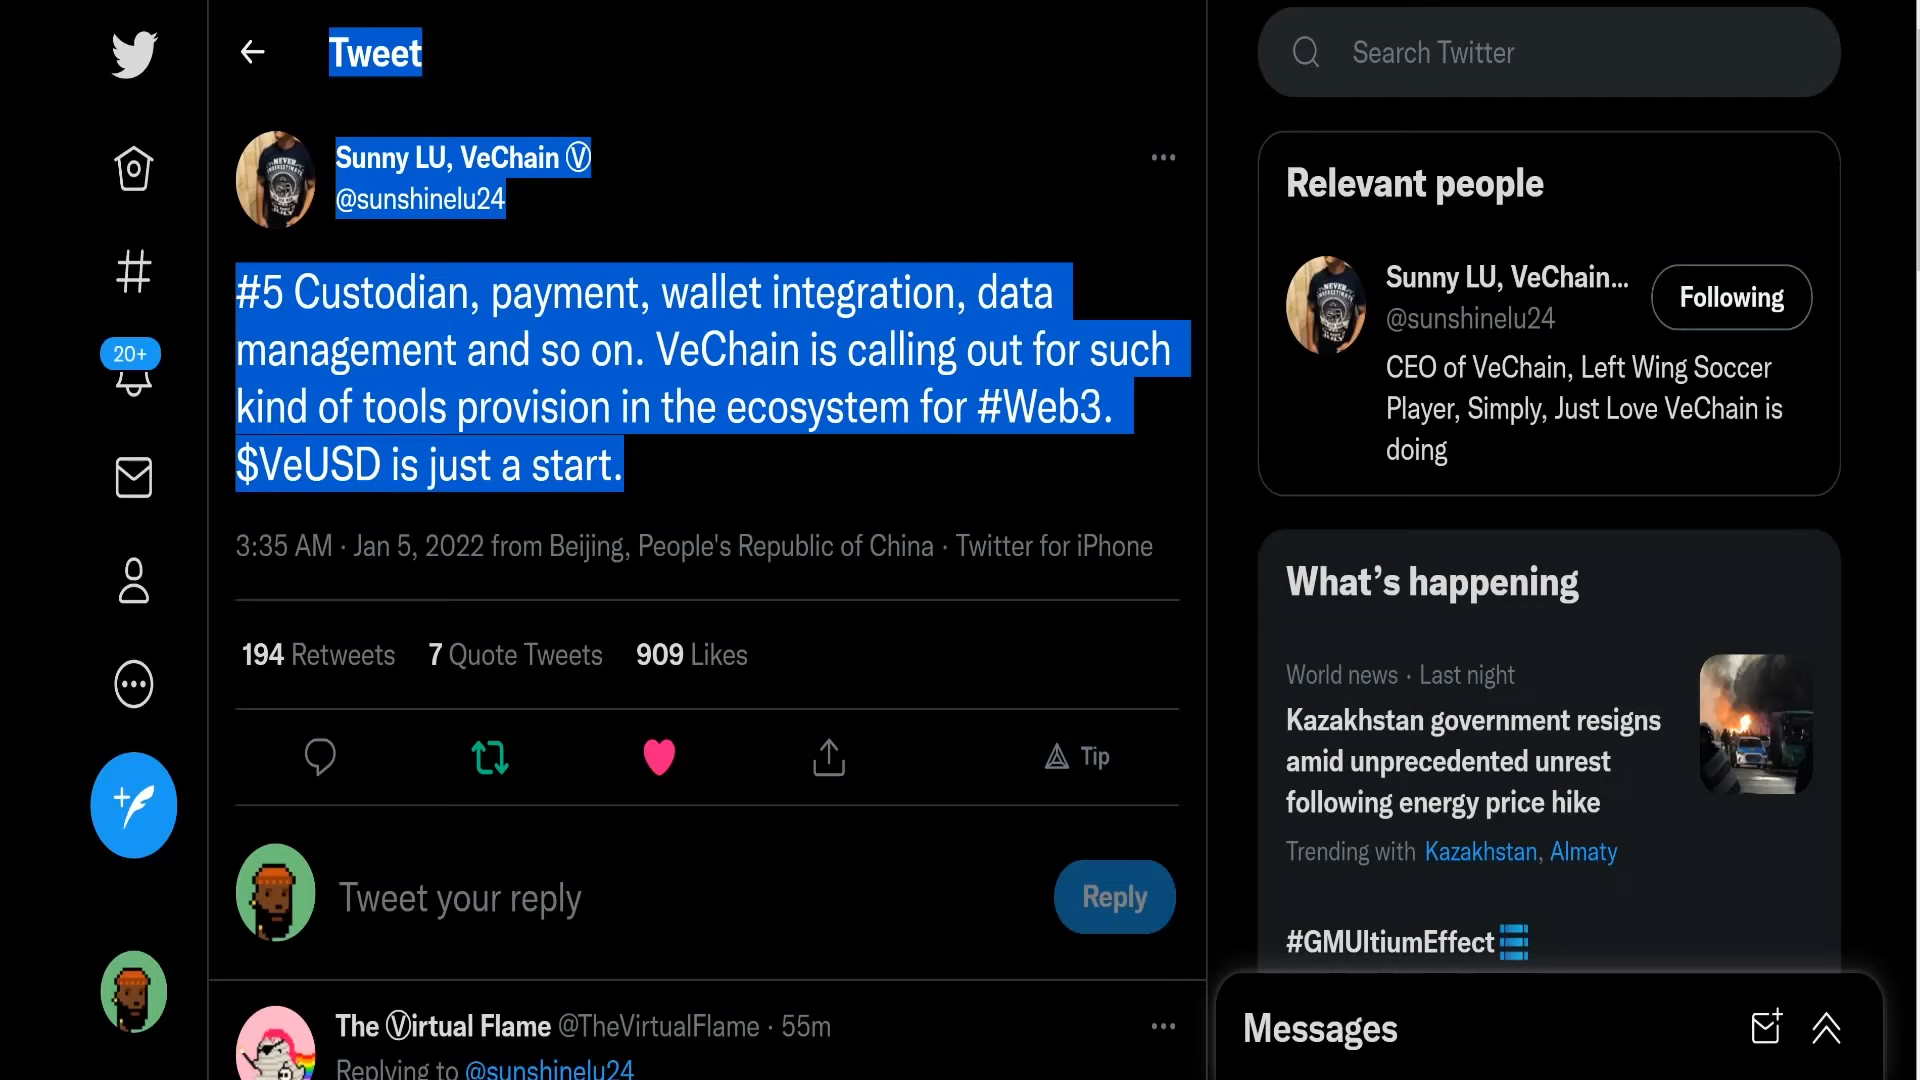 Tweet
Sunny LU, VeChain Ⓥ
@sunshinelu24
#5 Custodian, payment, wallet integration, data
management and so on. VeChain is calling out for such
kind of tools provision in the ecosystem for #Web3.
$VeUSD is just a start.
3:35 AM · Jan 5, 2022 from Beijing, People's Republic of China · Twitter for iPhone
194 Retweets 7 Quote Tweets 909 Likes
Tip
Tweet your reply
Reply
The Ⓥirtual Flame @TheVirtualFlame · 55m
Replying to @sunshinelu24
20+
Search Twitter
Relevant people
Sunny LU, VeChain...
@sunshinelu24
Following
CEO of VeChain, Left Wing Soccer
Player, Simply, Just Love VeChain is
doing
What's happening
World news · Last night
Kazakhstan government resigns
amid unprecedented unrest
following energy price hike
Trending with Kazakhstan, Almaty
#GMUltiumEffect
Messages